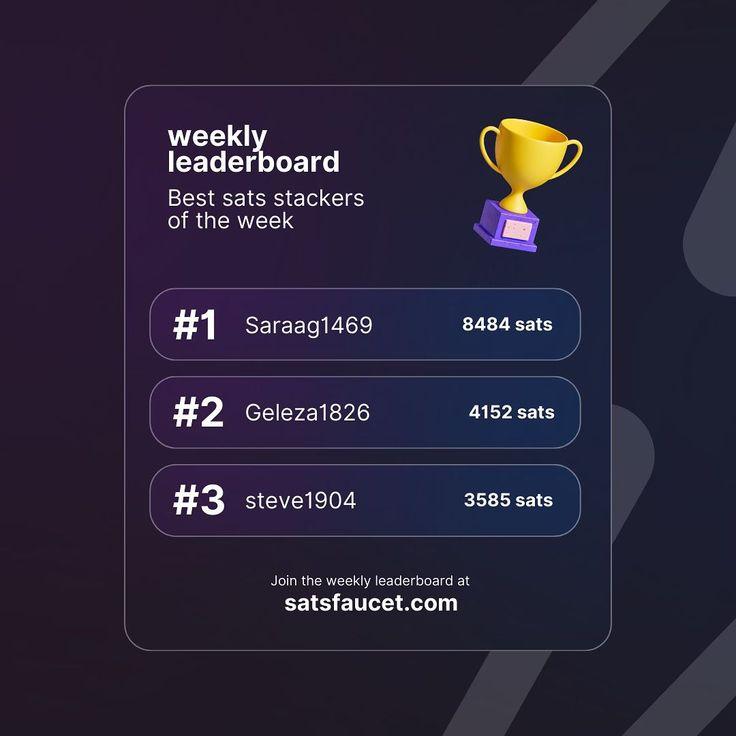 weekly
leaderboard
Best sats stackers
of the week
#1 Saraag1469 8484 sats
#2 Geleza1826 4152 sats
#3 steve1904 3585 sats
Join the weekly leaderboard at
satsfaucet.com